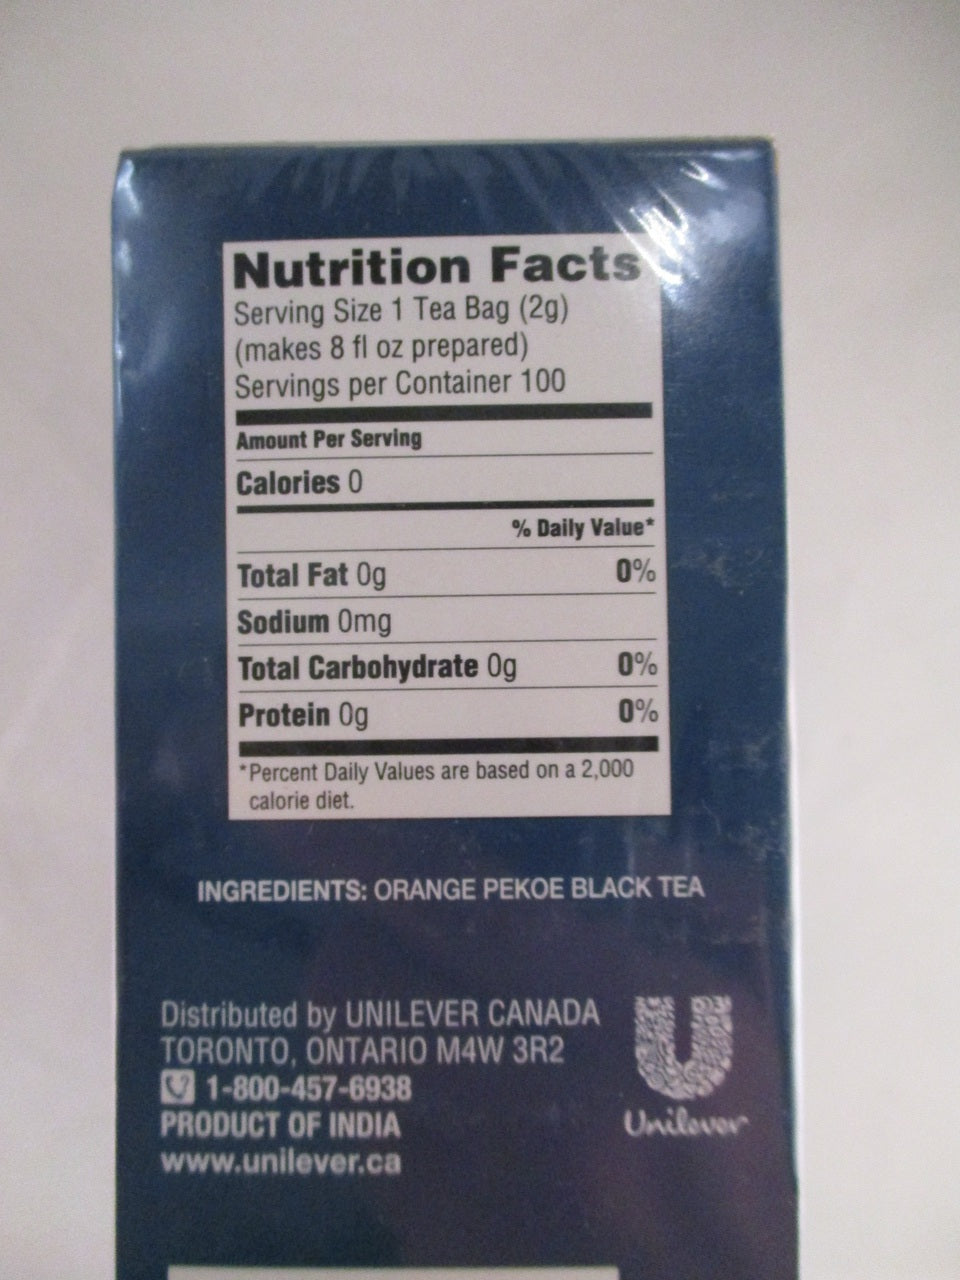 Nutrition Facts
Serving Size 1 Tea Bag (2g)
(makes 8 fl oz prepared)
Servings per Container 100
Amount Per Serving
Calories 0
% Daily Value*
Total Fat 0g 0%
Sodium 0mg
Total Carbohydrate 0g 0%
Protein 0g 0%
*Percent Daily Values are based on a 2,000
calorie diet.
INGREDIENTS: ORANGE PEKOE BLACK TEA
Distributed by UNILEVER CANADA
TORONTO, ONTARIO M4W 3R2
1-800-457-6938
PRODUCT OF INDIA
www.unilever.ca
Unilever